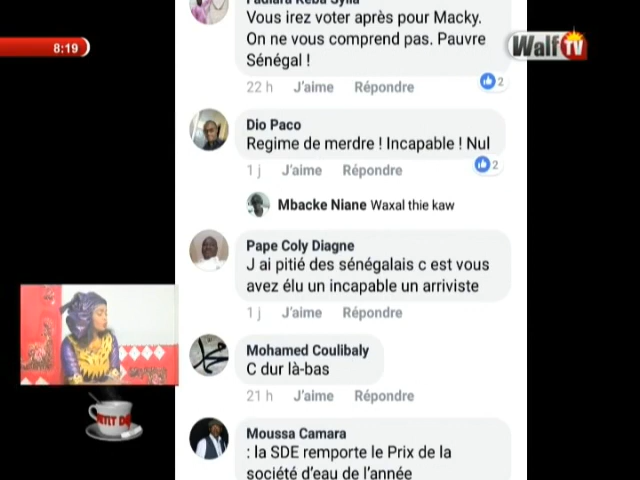 8:19
Walf TV
Fadiara Keba Sylla
Vous irez voter après pour Macky.
On ne vous comprend pas. Pauvre
Sénégal !
22 h J'aime Répondre 2
Dio Paco
Regime de merdre ! Incapable ! Nul
1 j J'aime Répondre 2
Mbacke Niane Waxal thie kaw
Pape Coly Diagne
J ai pitié des sénégalais c est vous
avez élu un incapable un arriviste
1 j J'aime Répondre
Mohamed Coulibaly
C dur là-bas
21 h J'aime Répondre
Moussa Camara
: la SDE remporte le Prix de la
société d'eau de l'année